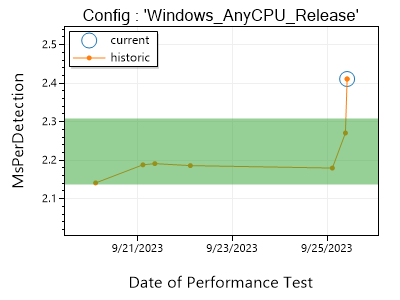 Config : 'Windows_AnyCPU_Release'
current
historic
MsPerDetection
2.5
2.4
2.3
2.2
2.1
9/21/2023
9/23/2023
9/25/2023
Date of Performance Test